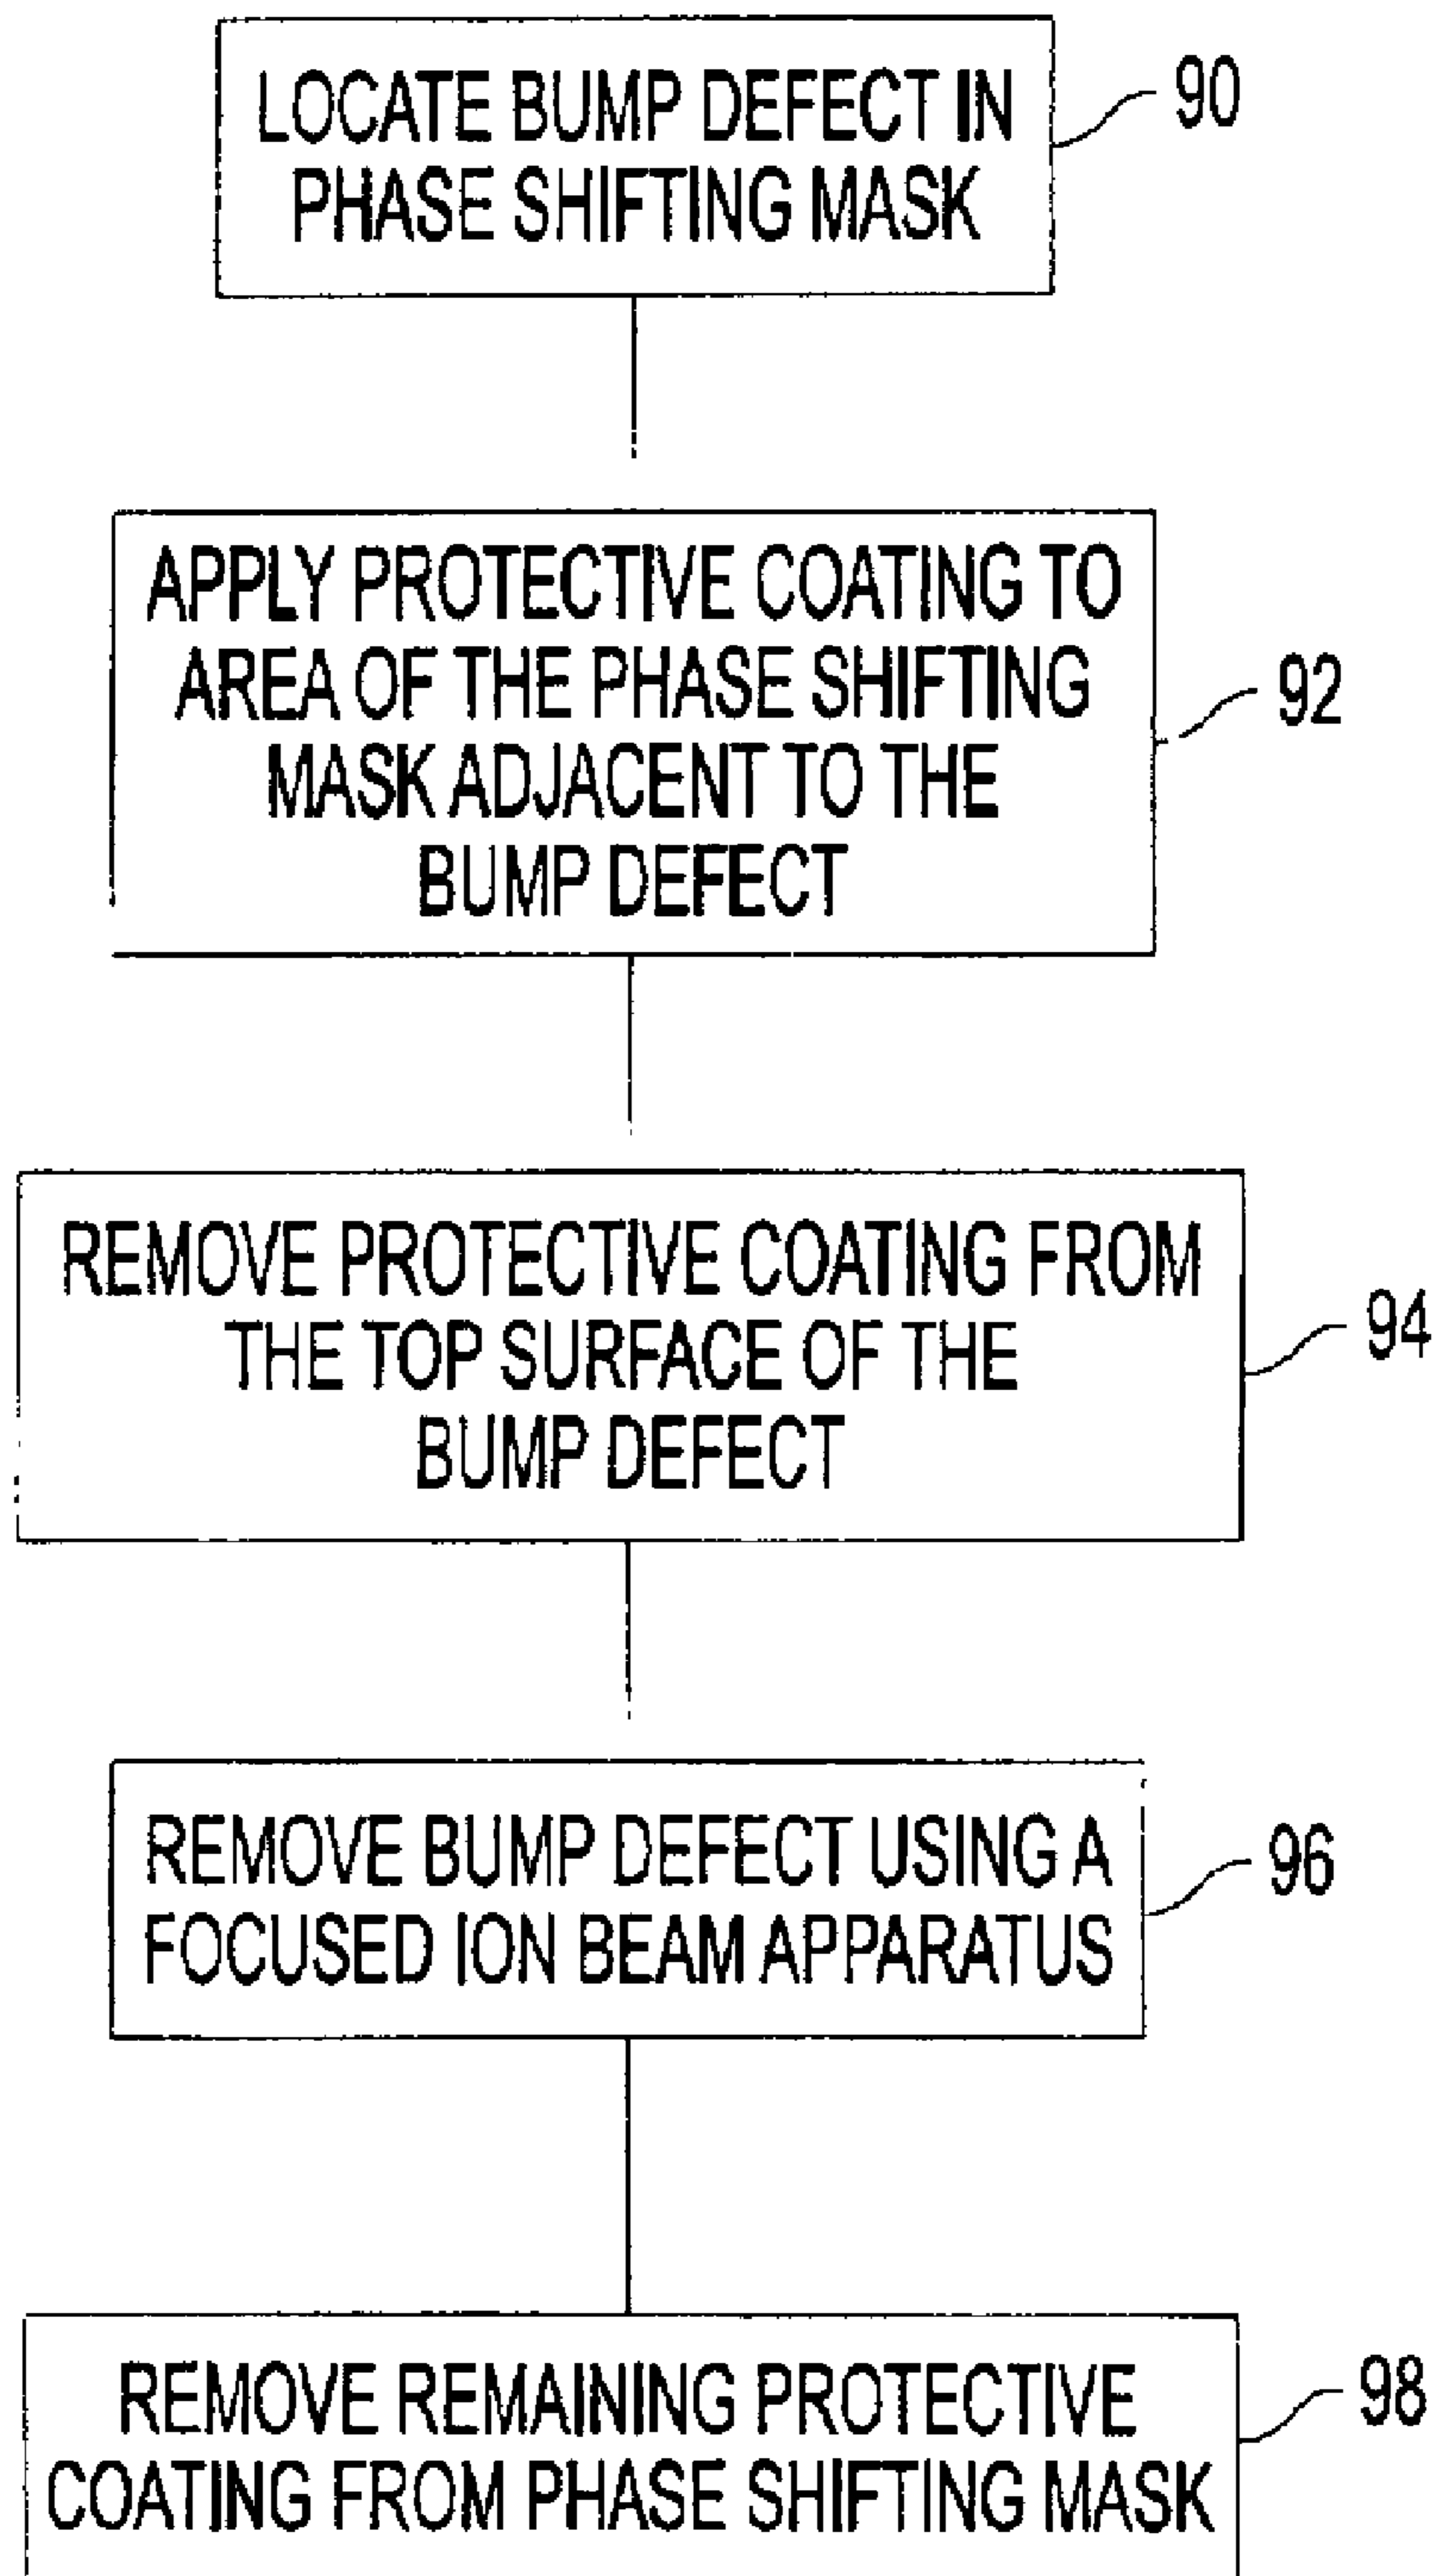 LOCATE BUMP DEFECT IN
PHASE SHIFTING MASK
90
APPLY PROTECTIVE COATING TO
AREA OF THE PHASE SHIFTING
MASK ADJACENT TO THE
BUMP DEFECT
92
REMOVE PROTECTIVE COATING FROM
THE TOP SURFACE OF THE
BUMP DEFECT
94
REMOVE BUMP DEFECT USING A
FOCUSED ION BEAM APPARATUS
96
REMOVE REMAINING PROTECTIVE
COATING FROM PHASE SHIFTING MASK
98